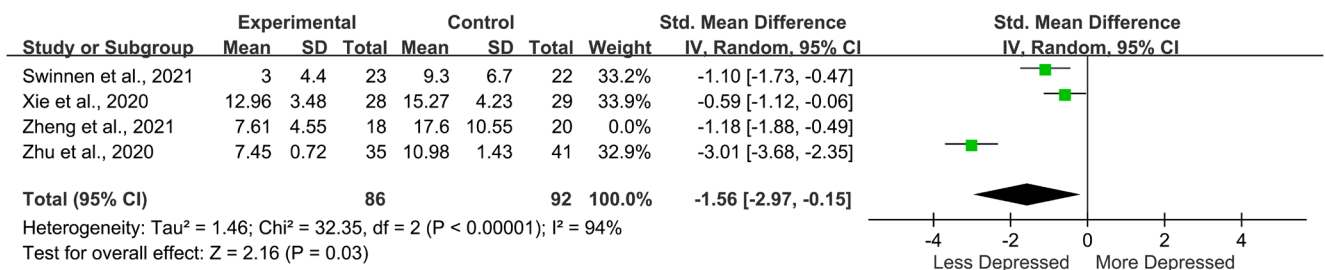 Experimental Control Std. Mean Difference Std. Mean Difference
Study or Subgroup Mean SD Total Mean SD Total Weight IV, Random, 95% CI IV, Random, 95% CI
Swinnen et al., 2021 3 4.4 23 9.3 6.7 22 33.2% -1.10 [-1.73, -0.47]
Xie et al., 2020 12.96 3.48 28 15.27 4.23 29 33.9% -0.59 [-1.12, -0.06]
Zheng et al., 2021 7.61 4.55 18 17.6 10.55 20 0.0% -1.18 [-1.88, -0.49]
Zhu et al., 2020 7.45 0.72 35 10.98 1.43 41 32.9% -3.01 [-3.68, -2.35]
Total (95% CI) 86 92 100.0% -1.56 [-2.97, -0.15]
Heterogeneity: Tau² = 1.46; Chi² = 32.35, df = 2 (P < 0.00001); I² = 94%
Test for overall effect: Z = 2.16 (P = 0.03)
-4 -2 0 2 4
Less Depressed More Depressed